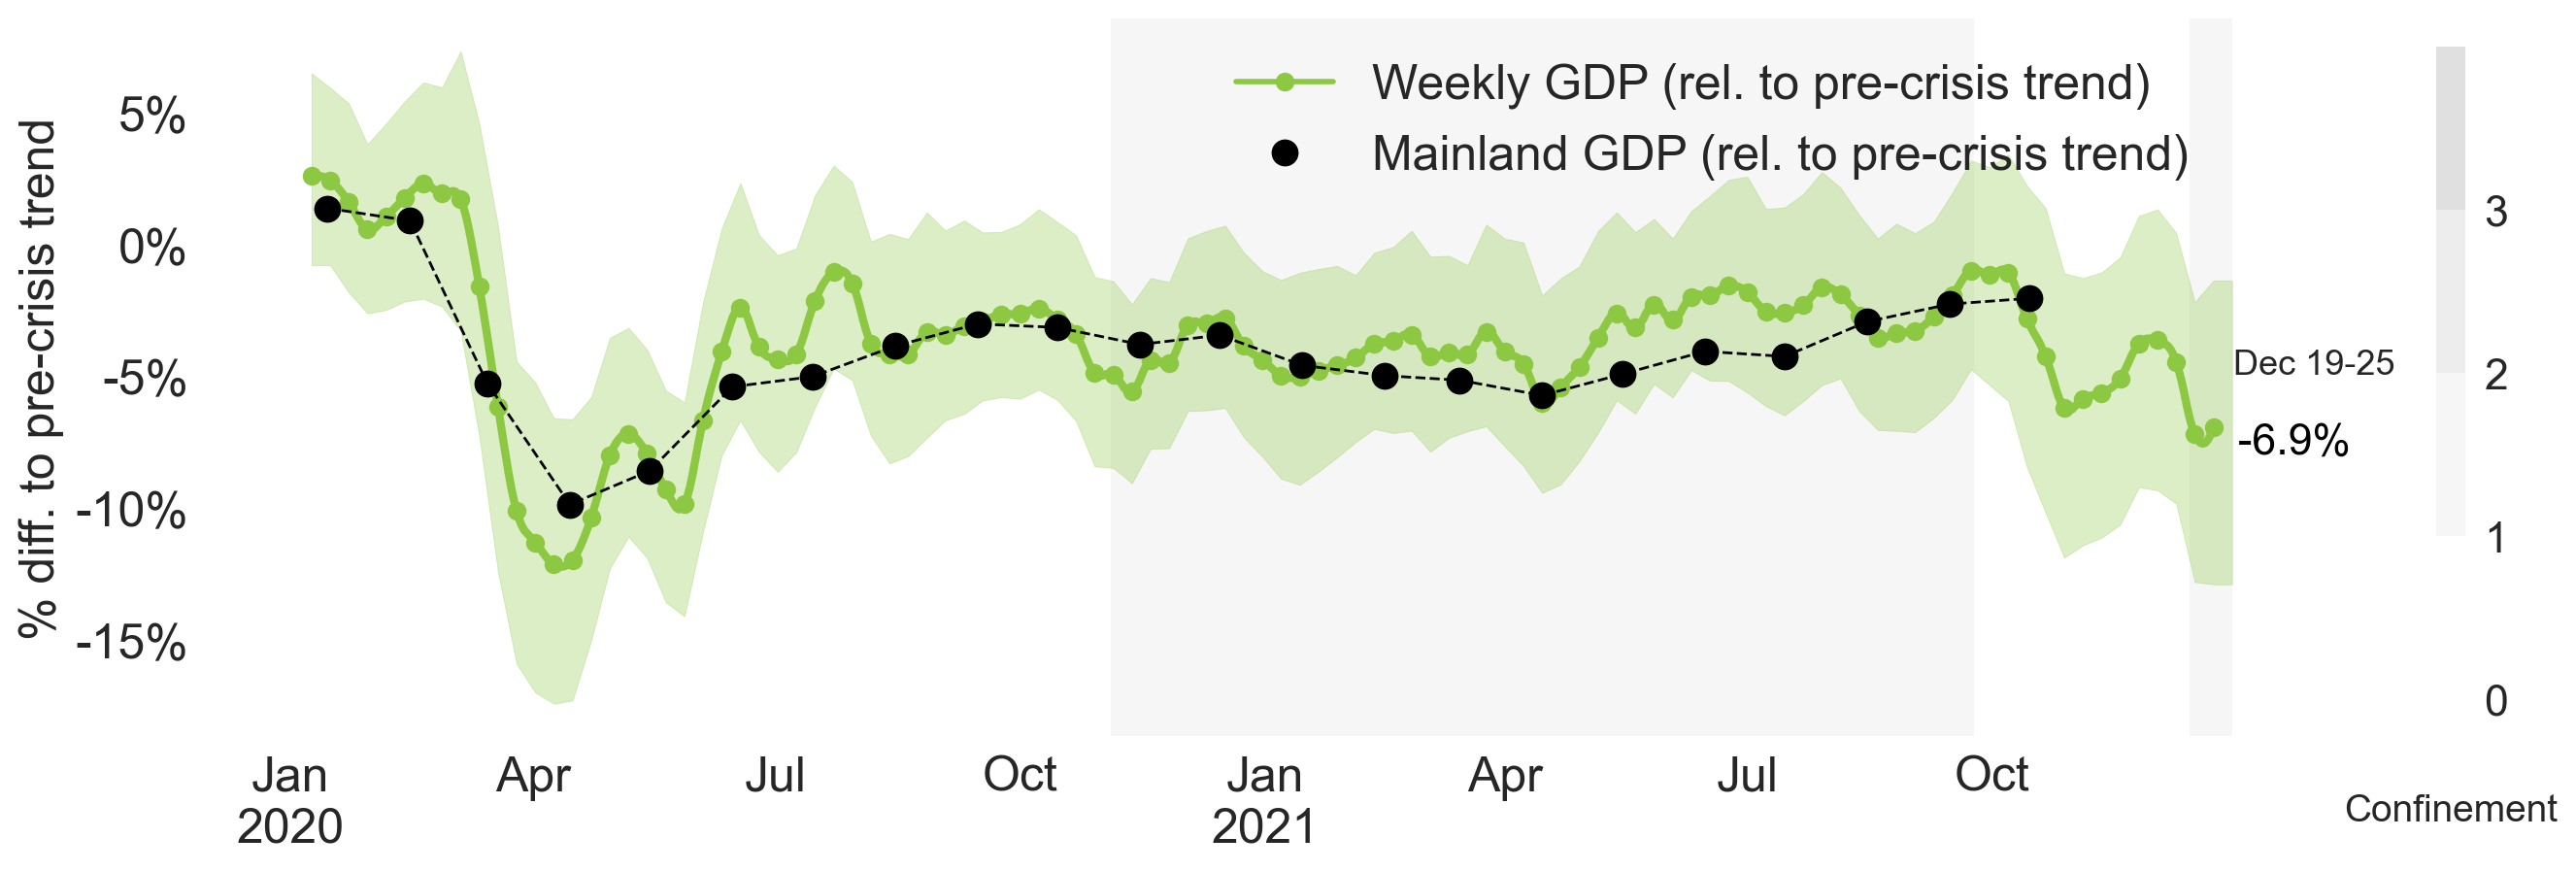 Weekly GDP (rel. to pre-crisis trend)
Mainland GDP (rel. to pre-crisis trend)
% diff. to pre-crisis trend
5%
0%
-5%
-10%
-15%
Dec 19-25
-6.9%
3
2
1
0
Jan Apr Jul Oct Jan Apr Jul Oct
2020 2021
Confinement